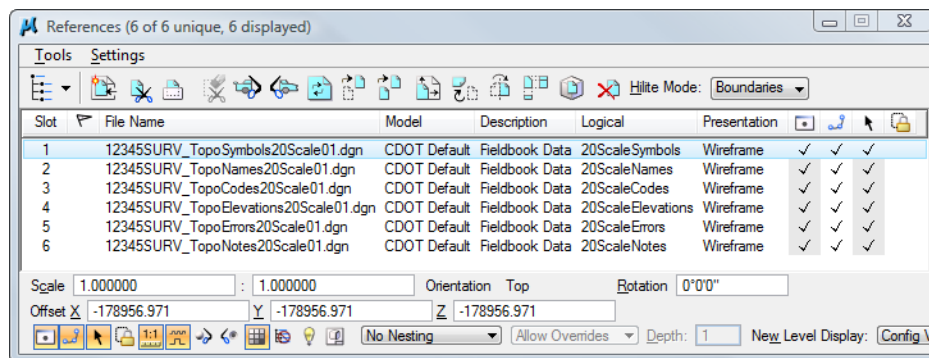 References (6 of 6 unique, 6 displayed)
Tools Settings
Hilite Mode: Boundaries
Slot File Name Model Description Logical Presentation
1 12345SURV_TopoSymbols20Scale01.dgn CDOT Default Fieldbook Data 20ScaleSymbols Wireframe
2 12345SURV_TopoNames20Scale01.dgn CDOT Default Fieldbook Data 20ScaleNames Wireframe
3 12345SURV_TopoCodes20Scale01.dgn CDOT Default Fieldbook Data 20ScaleCodes Wireframe
4 12345SURV_TopoElevations20Scale01.dgn CDOT Default Fieldbook Data 20ScaleElevations Wireframe
5 12345SURV_TopoErrors20Scale01.dgn CDOT Default Fieldbook Data 20ScaleErrors Wireframe
6 12345SURV_TopoNotes20Scale01.dgn CDOT Default Fieldbook Data 20ScaleNotes Wireframe
Scale 1.000000 : 1.000000 Orientation Top Rotation 0°0'0"
Offset X -178956.971 Y -178956.971 Z -178956.971
1:1 No Nesting Allow Overrides Depth: 1 New Level Display: Config V